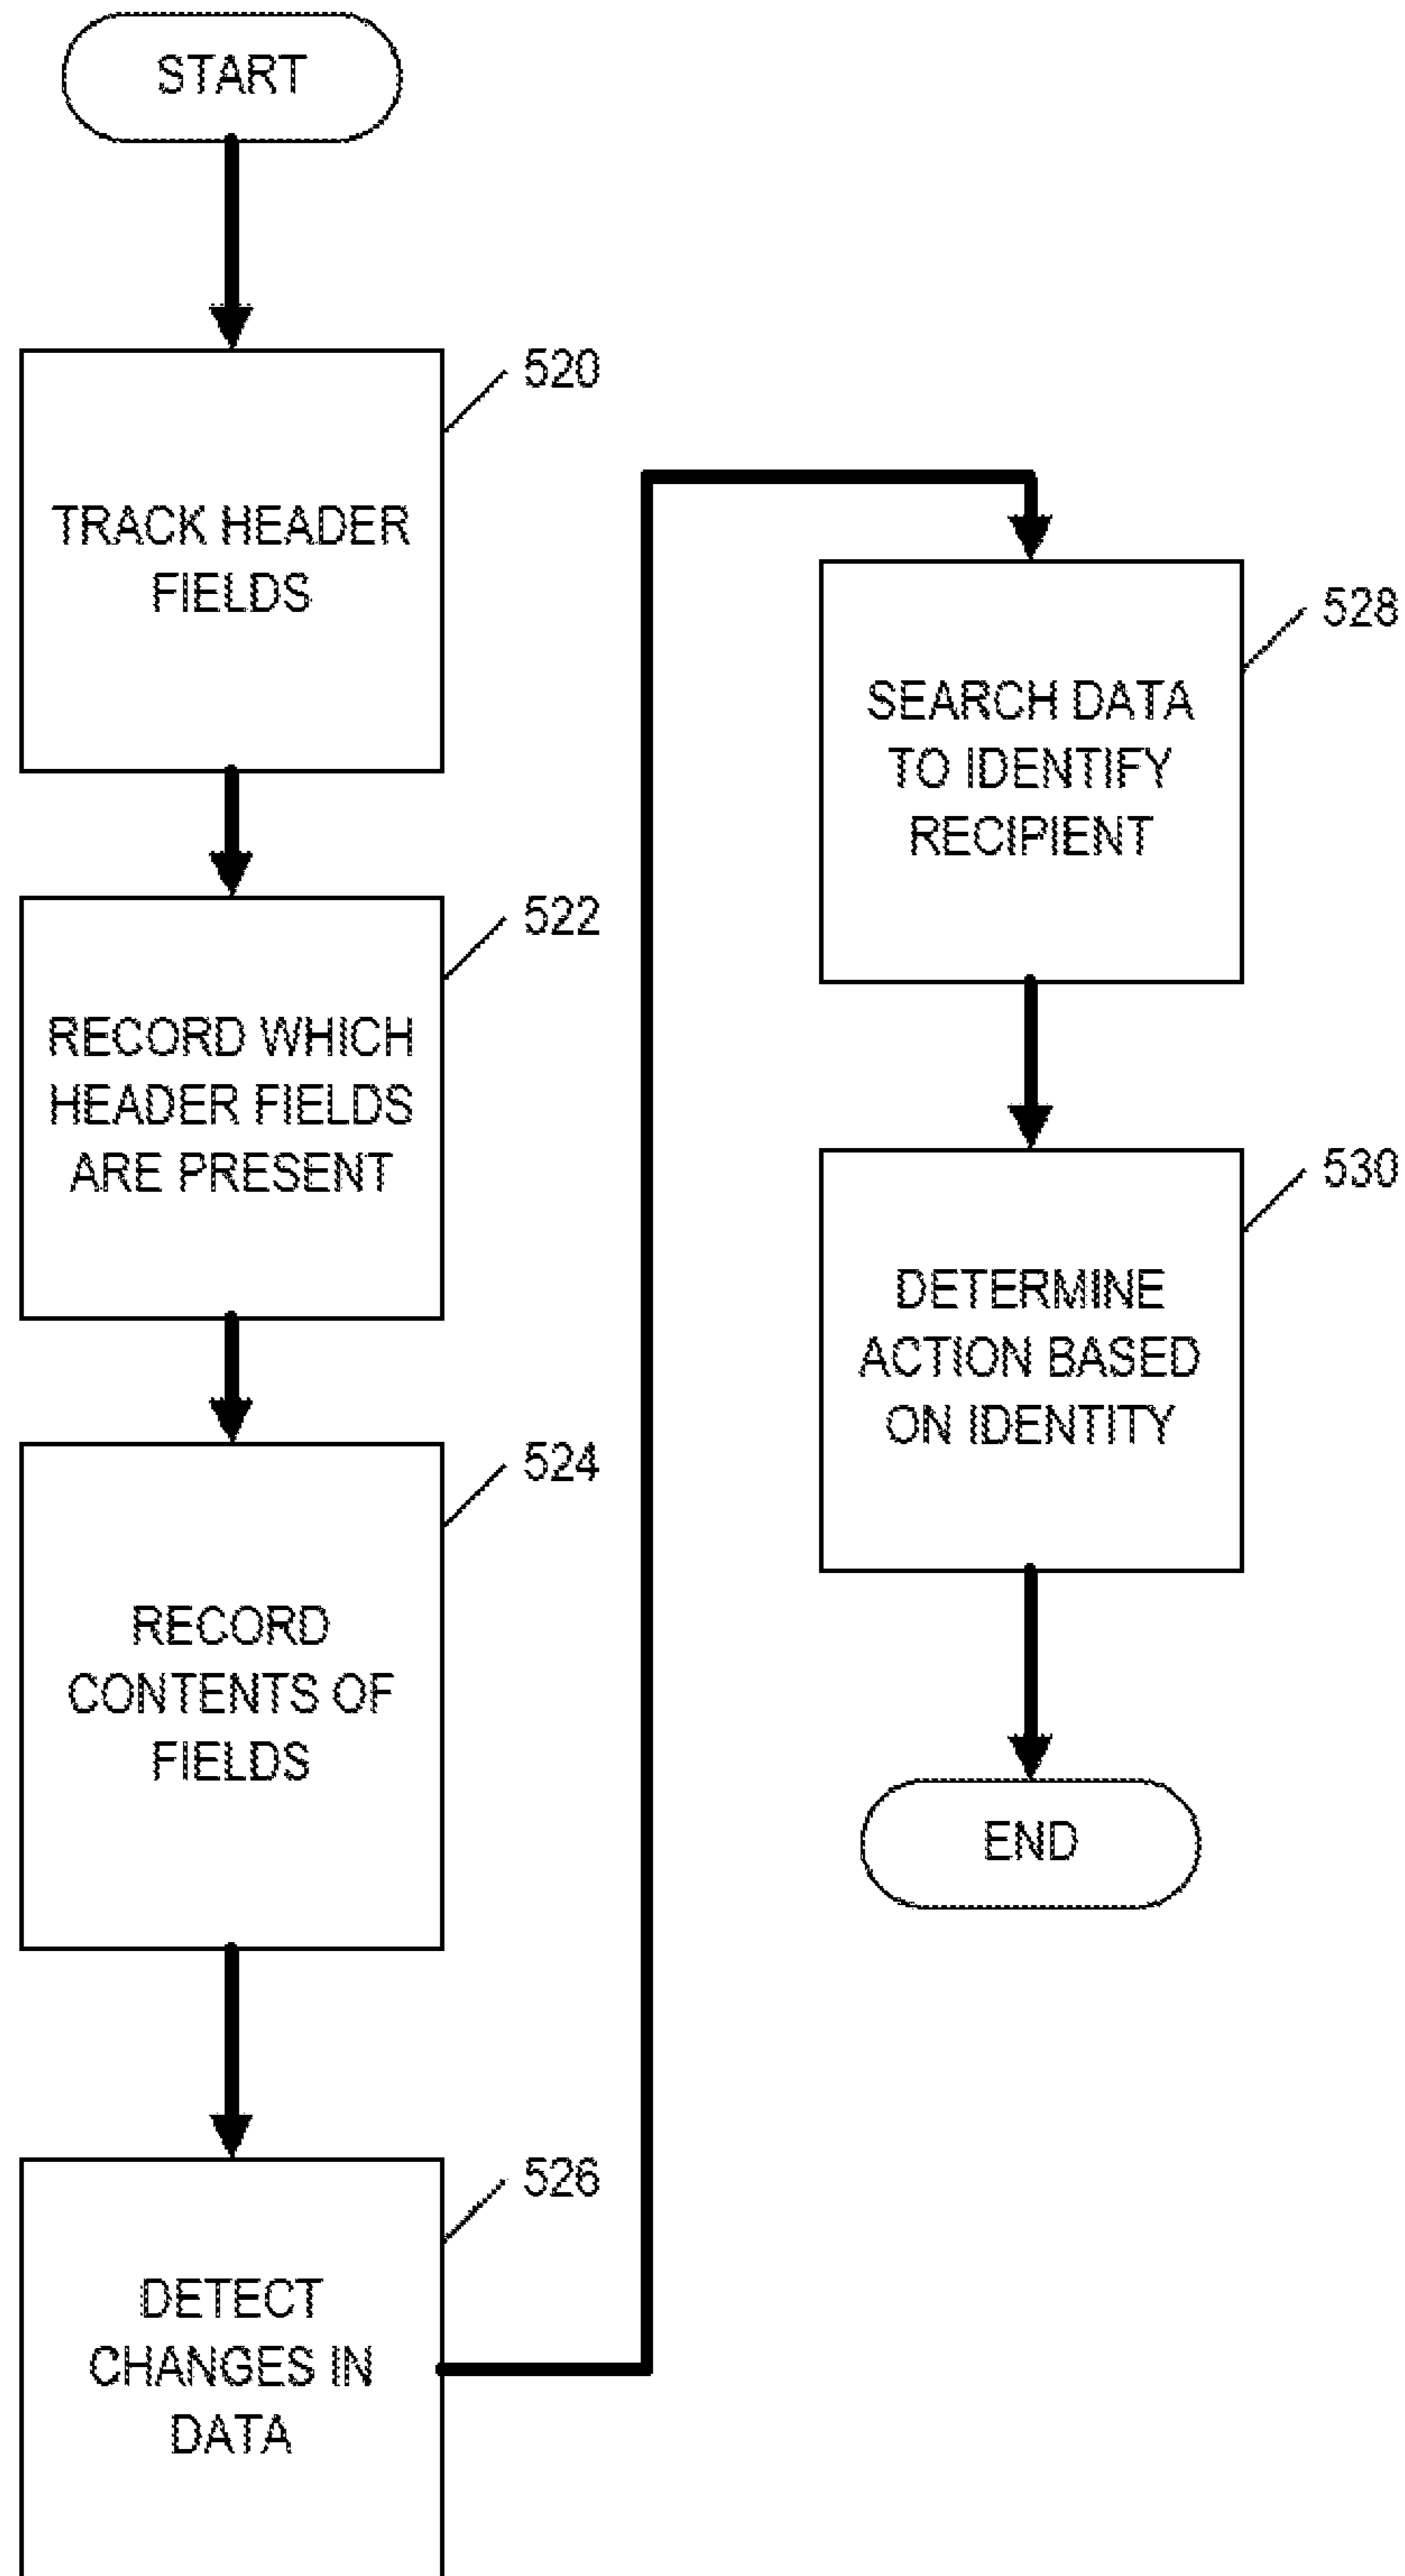 START
520
TRACK HEADER
FIELDS
522
RECORD WHICH
HEADER FIELDS
ARE PRESENT
524
RECORD
CONTENTS OF
FIELDS
526
DETECT
CHANGES IN
DATA
528
SEARCH DATA
TO IDENTIFY
RECIPIENT
530
DETERMINE
ACTION BASED
ON IDENTITY
END